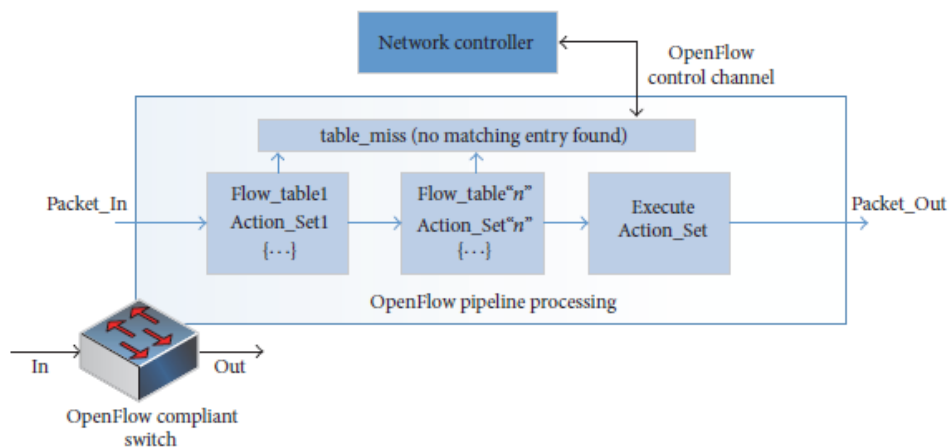 Network controller
OpenFlow
control channel
table_miss (no matching entry found)
Packet_In
Flow_table1
Action_Set1
{...}
Flow_table“n”
Action_Set“n”
{...}
Execute
Action_Set
Packet_Out
OpenFlow pipeline processing
In
Out
OpenFlow compliant
switch